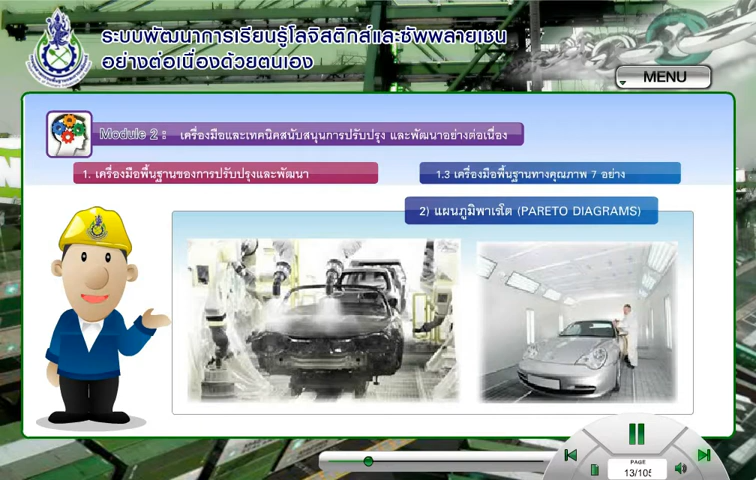 ระบบพัฒนาการเรียนรู้โลจิสติกส์และซัพพลายเชน
อย่างต่อเนื่องด้วยตนเอง
MENU
Module 2 : เครื่องมือและเทคนิคสนับสนุนการปรับปรุง และพัฒนาอย่างต่อเนื่อง
1. เครื่องมือพื้นฐานของการปรับปรุงและพัฒนา
1.3 เครื่องมือพื้นฐานทางคุณภาพ 7 อย่าง
2) แผนภูมิพาเรโต (PARETO DIAGRAMS)
PAGE
13/105